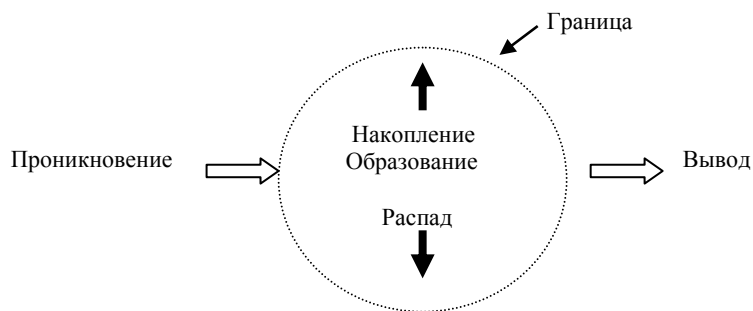 Граница
Накопление
Образование
Проникновение
Вывод
Распад